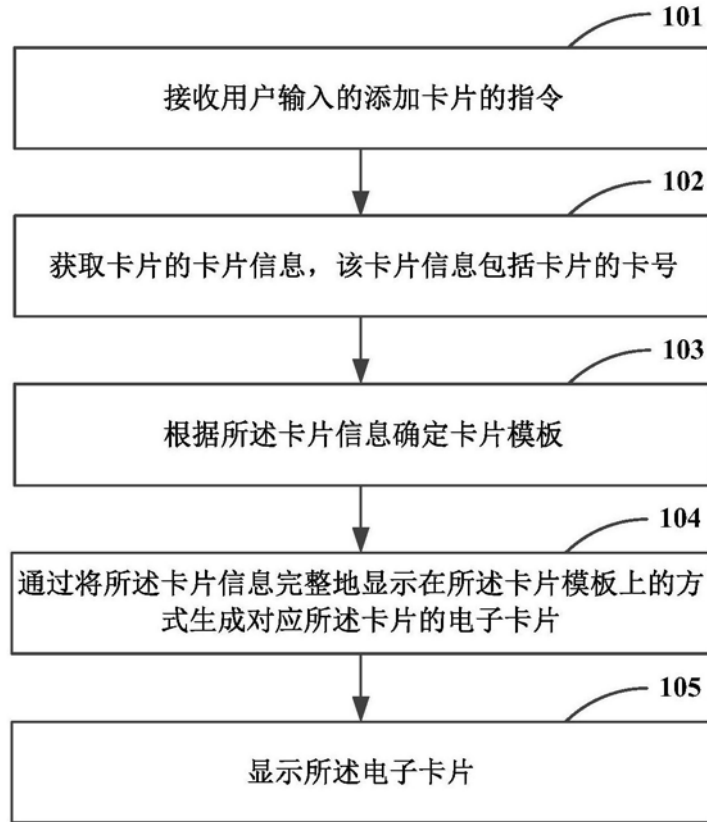 101
接收用户输入的添加卡片的指令
102
获取卡片的卡片信息，该卡片信息包括卡片的卡号
103
根据所述卡片信息确定卡片模板
104
通过将所述卡片信息完整地显示在所述卡片模板上的方
式生成对应所述卡片的电子卡片
105
显示所述电子卡片